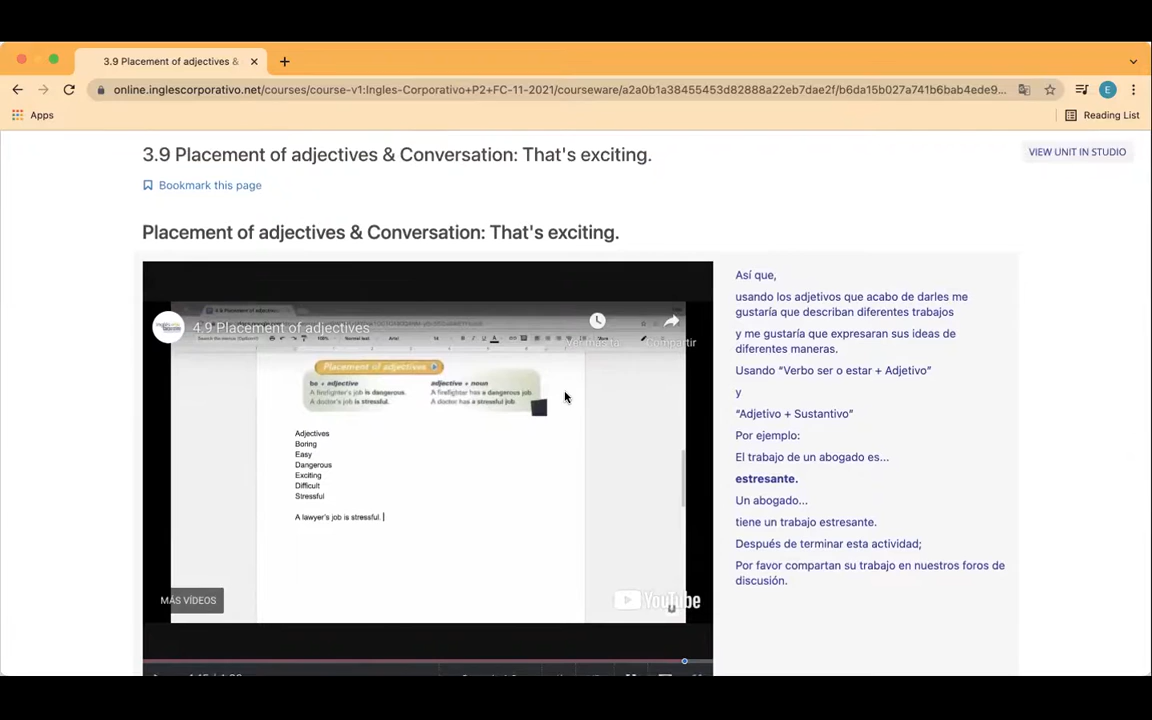 3.9 Placement of adjectives &
online.inglescorporativo.net/courses/course-v1:Ingles-Corporativo+P2+FC-11-2021/courseware/a2a0b1a38455453d82888a22eb7dae2f/b6da15b027a741b6bab4ede9...
E
Apps
Reading List
3.9 Placement of adjectives & Conversation: That's exciting.
VIEW UNIT IN STUDIO
Bookmark this page
Placement of adjectives & Conversation: That's exciting.
4.9 Placement of adjectives
Compartir
Placement of adjectives
be + adjective
adjective + noun
A firefighter's job is dangerous.
A firefighter has a dangerous job.
A doctor's job is stressful.
A doctor has a stressful job.
Adjectives
Boring
Easy
Dangerous
Exciting
Difficult
Stressful
A lawyer's job is stressful.
MÁS VÍDEOS
YouTube
Así que,
usando los adjetivos que acabo de darles me
gustaría que describan diferentes trabajos
y me gustaría que expresaran sus ideas de
diferentes maneras.
Usando “Verbo ser o estar + Adjetivo”
y
“Adjetivo + Sustantivo”
Por ejemplo:
El trabajo de un abogado es...
estresante.
Un abogado...
tiene un trabajo estresante.
Después de terminar esta actividad;
Por favor compartan su trabajo en nuestros foros de
discusión.